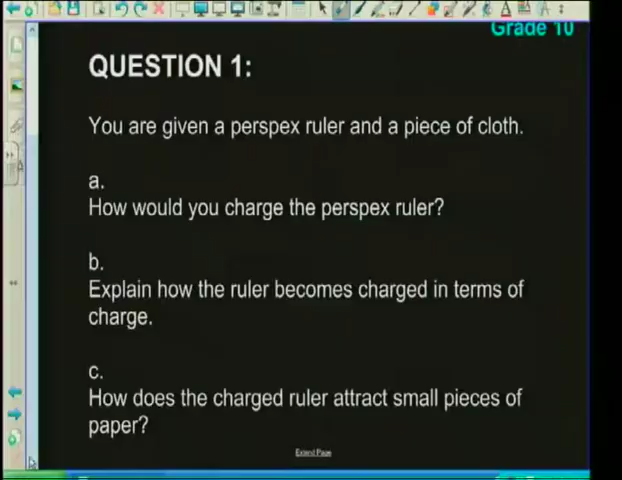 Grade 10
QUESTION 1:
You are given a perspex ruler and a piece of cloth.
a.
How would you charge the perspex ruler?
b.
Explain how the ruler becomes charged in terms of
charge.
c.
How does the charged ruler attract small pieces of
paper?
Extend Page